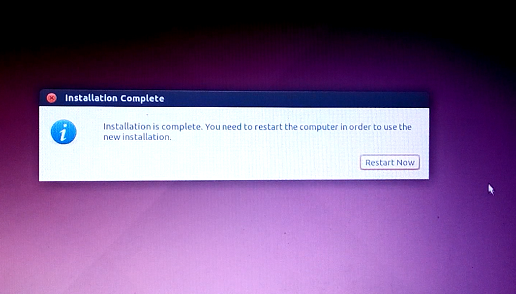 Installation Complete
Installation is complete. You need to restart the computer in order to use the
new installation.
Restart Now